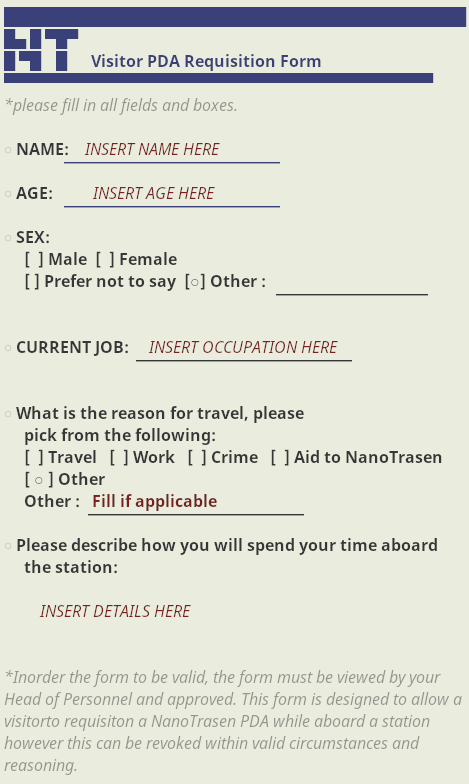 NT
Visitor PDA Requisition Form
*please fill in all fields and boxes.
○ NAME: INSERT NAME HERE
○ AGE: INSERT AGE HERE
○ SEX:
[ ] Male [ ] Female
[ ] Prefer not to say [○] Other :
○ CURRENT JOB: INSERT OCCUPATION HERE
○ What is the reason for travel, please
pick from the following:
[ ] Travel [ ] Work [ ] Crime [ ] Aid to NanoTrasen
[ ○ ] Other
Other : Fill if applicable
○ Please describe how you will spend your time aboard
the station:
INSERT DETAILS HERE
*Inorder the form to be valid, the form must be viewed by your
Head of Personnel and approved. This form is designed to allow a
visitorto requisiton a NanoTrasen PDA while aboard a station
however this can be revoked within valid circumstances and
reasoning.